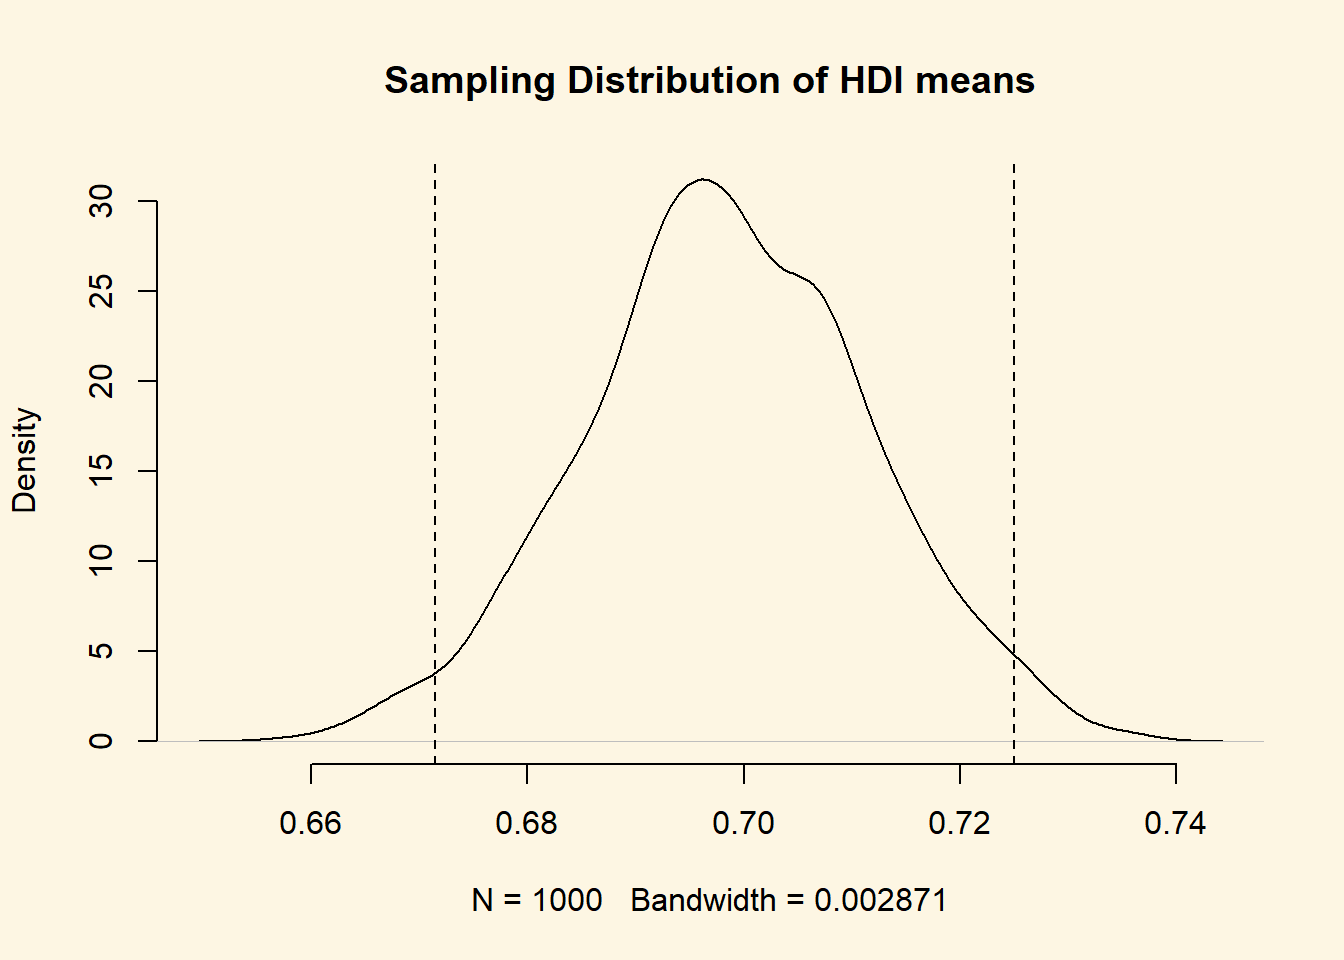 Sampling Distribution of HDI means
Density
30
25
20
15
10
5
0
0.66 0.68 0.70 0.72 0.74
N = 1000 Bandwidth = 0.002871